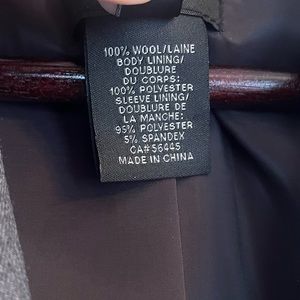 100% WOOL/LAINE
BODY LINING/
DOUBLURE
DU CORPS:
100% POLYESTER
SLEEVE LINING/
DOUBLURE DE
LA MANCHE:
95% POLYESTER
5% SPANDEX
CA#56445
MADE IN CHINA